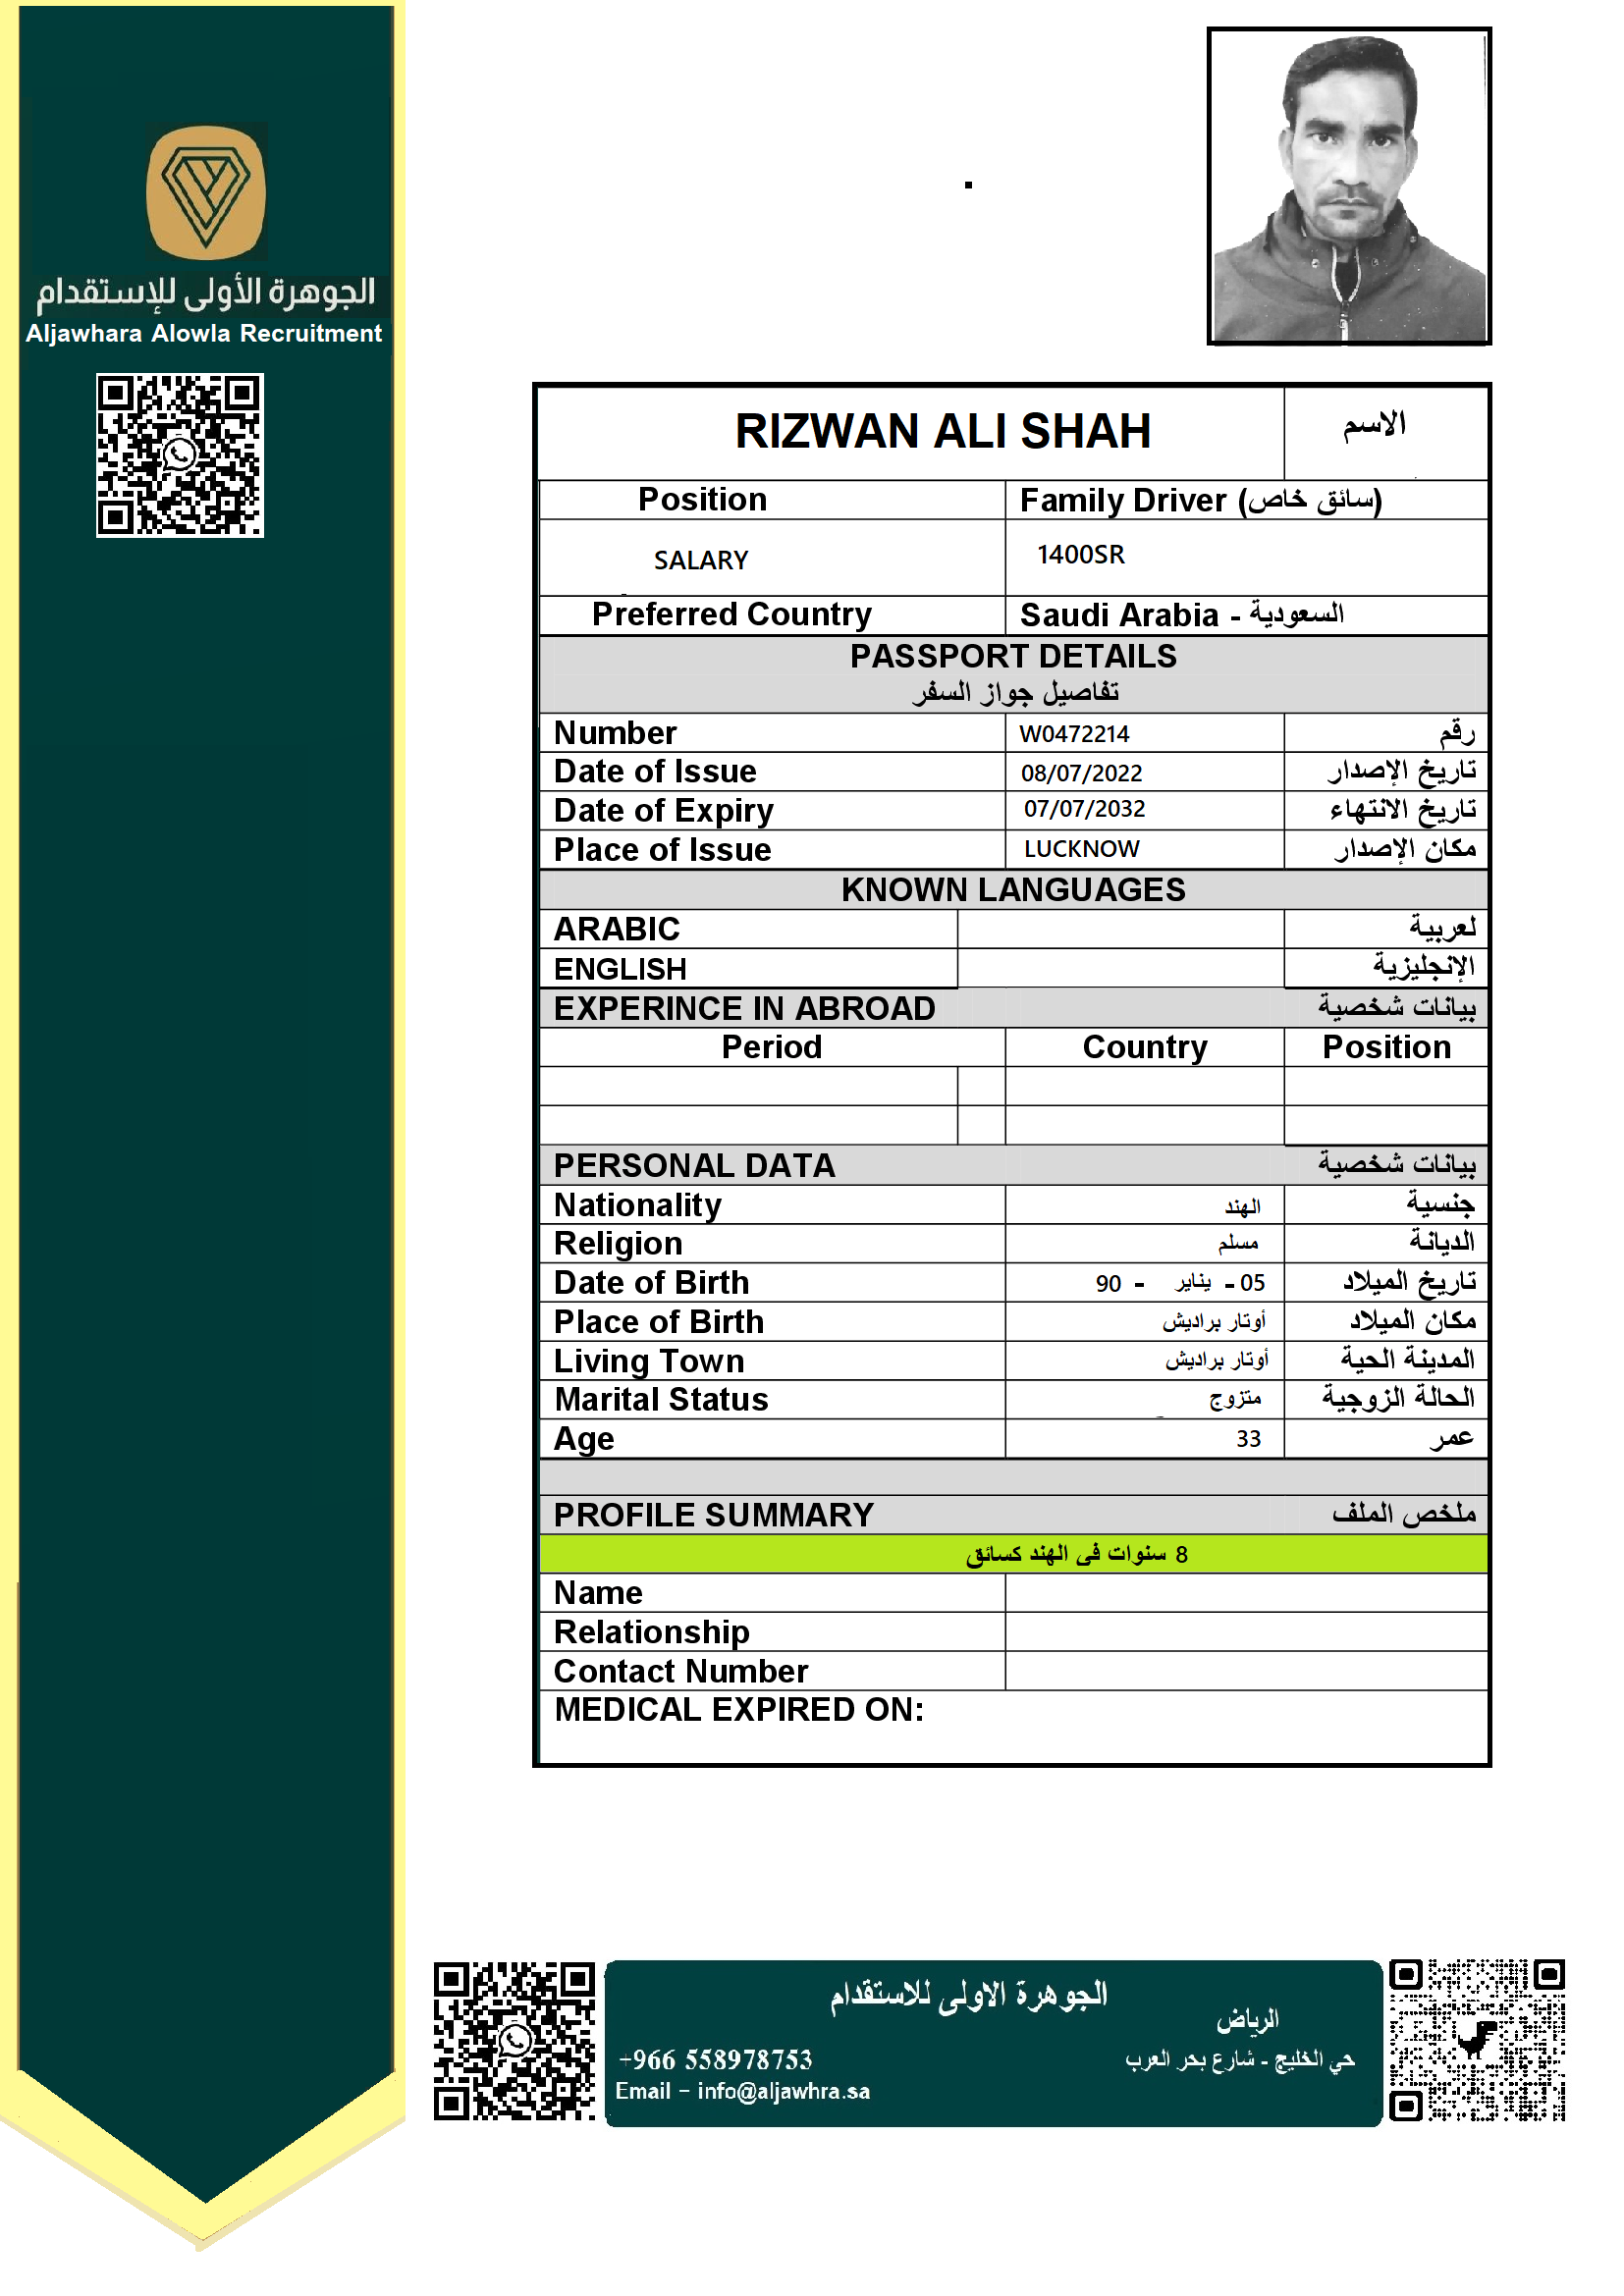 الجوهرة الأولى للإستقدام
Aljawhara Alowla Recruitment
RIZWAN ALI SHAH الاسم
Position Family Driver (سائق خاص)
SALARY 1400SR
Preferred Country Saudi Arabia - السعودية
PASSPORT DETAILS
تفاصيل جواز السفر
Number W0472214 رقم
Date of Issue 08/07/2022 تاريخ الإصدار
Date of Expiry 07/07/2032 تاريخ الانتهاء
Place of Issue LUCKNOW مكان الإصدار
KNOWN LANGUAGES
ARABIC لعربية
ENGLISH الإنجليزية
EXPERINCE IN ABROAD بيانات شخصية
Period Country Position
PERSONAL DATA بيانات شخصية
Nationality الهند جنسية
Religion مسلم الديانة
Date of Birth 05 - يناير - 90 تاريخ الميلاد
Place of Birth أوتار براديش مكان الميلاد
Living Town أوتار براديش المدينة الحية
Marital Status متزوج الحالة الزوجية
Age 33 عمر
PROFILE SUMMARY ملخص الملف
8 سنوات في الهند كسائق
Name
Relationship
Contact Number
MEDICAL EXPIRED ON:
الجوهرة الاولى للاستقدام
الرياض
+966 558978753 حي الخليج - شارع بحر العرب
Email - info@aljawhra.sa